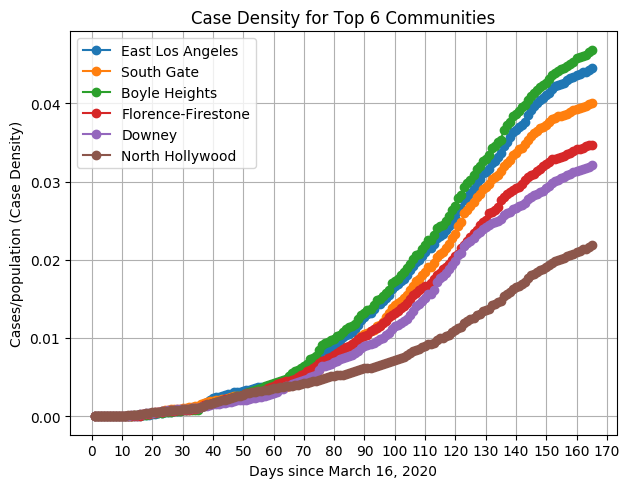 Case Density for Top 6 Communities
East Los Angeles
South Gate
Boyle Heights
Florence-Firestone
Downey
North Hollywood
Cases/population (Case Density)
0.04
0.03
0.02
0.01
0.00
0 10 20 30 40 50 60 70 80 90 100 110 120 130 140 150 160 170
Days since March 16, 2020